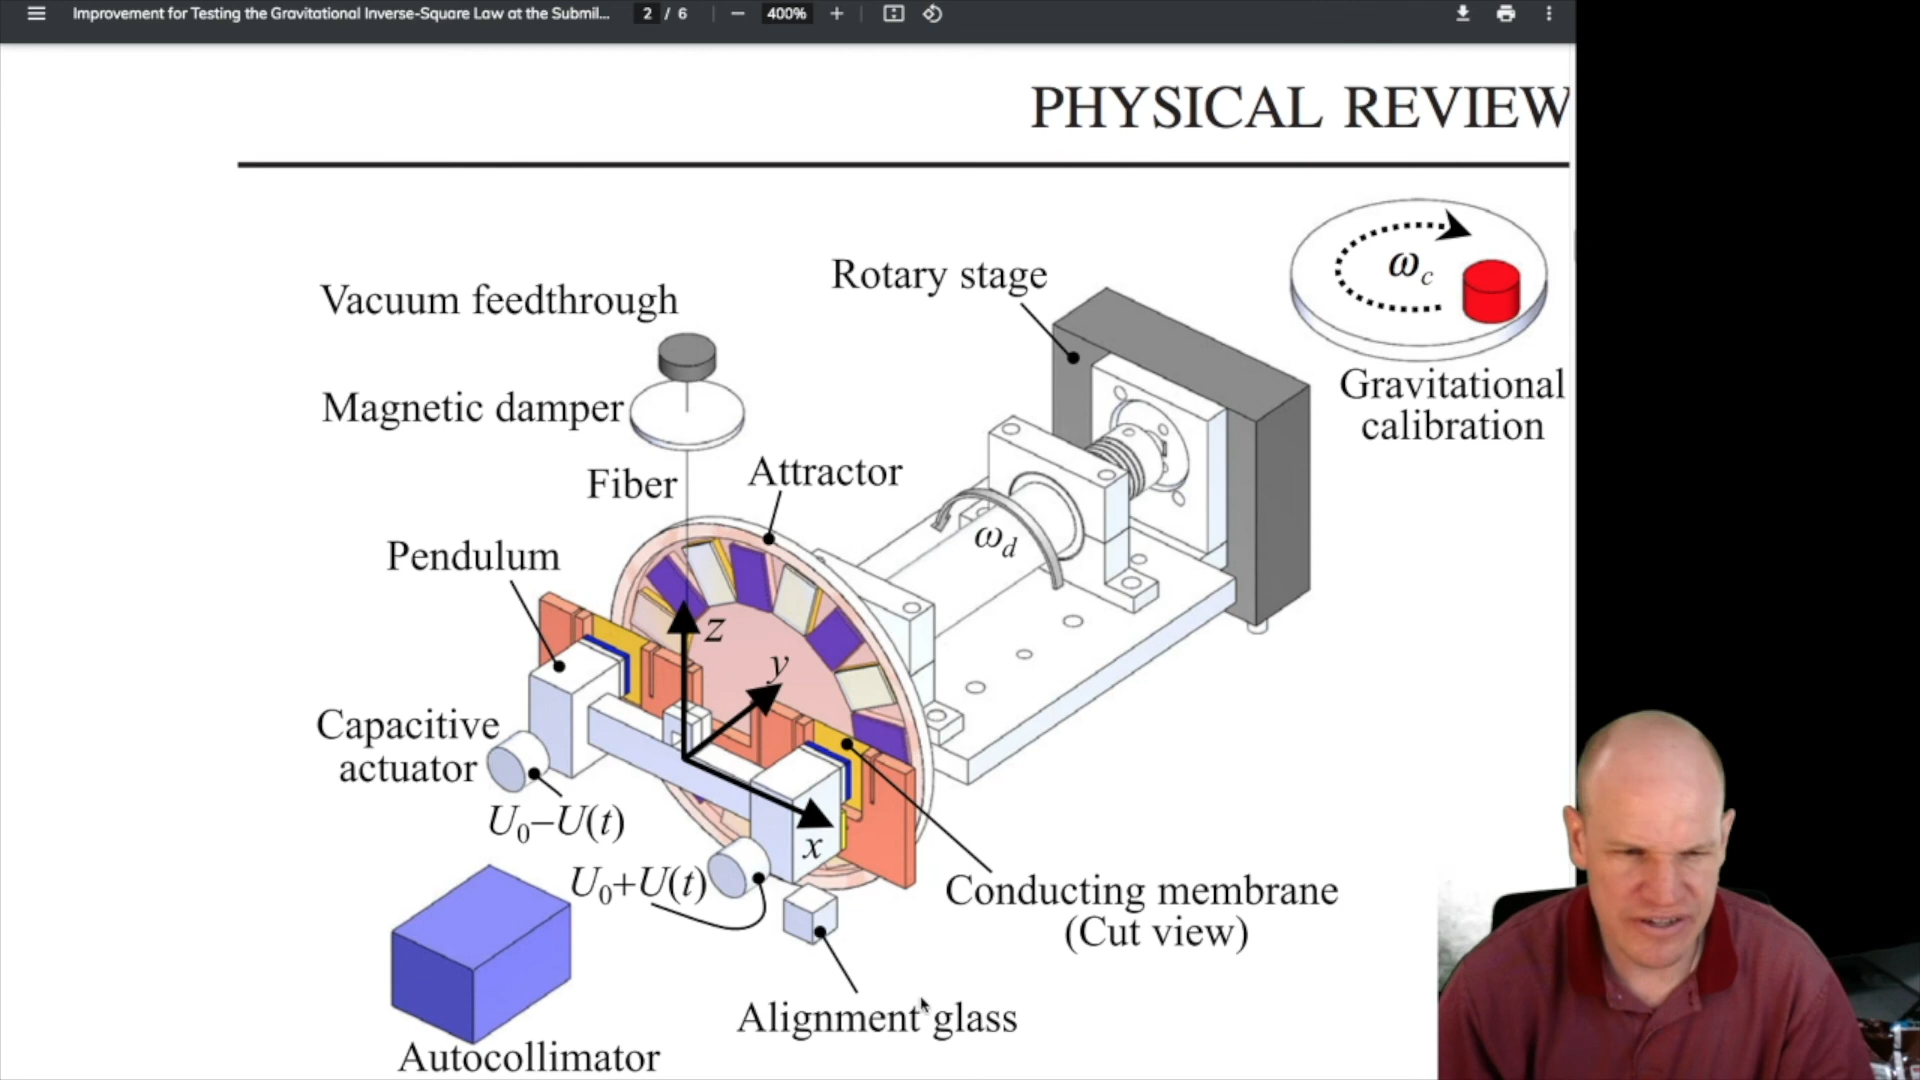 Improvement for Testing the Gravitational Inverse-Square Law at the Submil...
2 / 6
400%
PHYSICAL REVIEW
Vacuum feedthrough
Rotary stage
ω_c
Magnetic damper
Gravitational
calibration
Fiber
Attractor
ω_d
Pendulum
z
y
Capacitive
actuator
U₀−U(t)
x
U₀+U(t)
Conducting membrane
(Cut view)
Alignment glass
Autocollimator